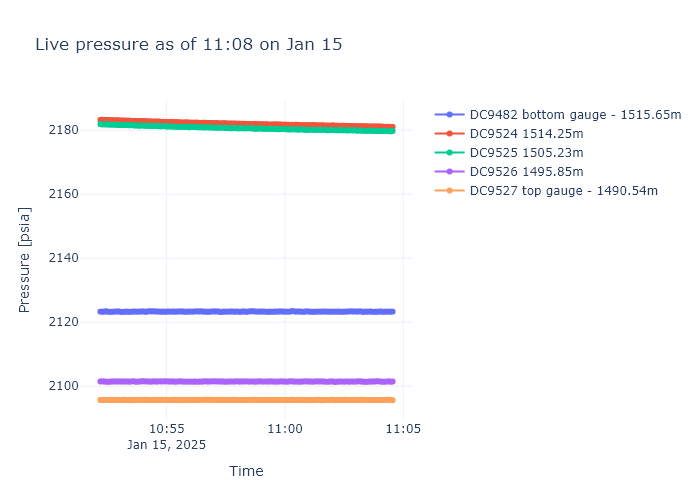 Live pressure as of 11:08 on Jan 15
DC9482 bottom gauge - 1515.65m
DC9524 1514.25m
DC9525 1505.23m
DC9526 1495.85m
DC9527 top gauge - 1490.54m
Pressure [psia]
2180
2160
2140
2120
2100
10:55
Jan 15, 2025
11:00
11:05
Time